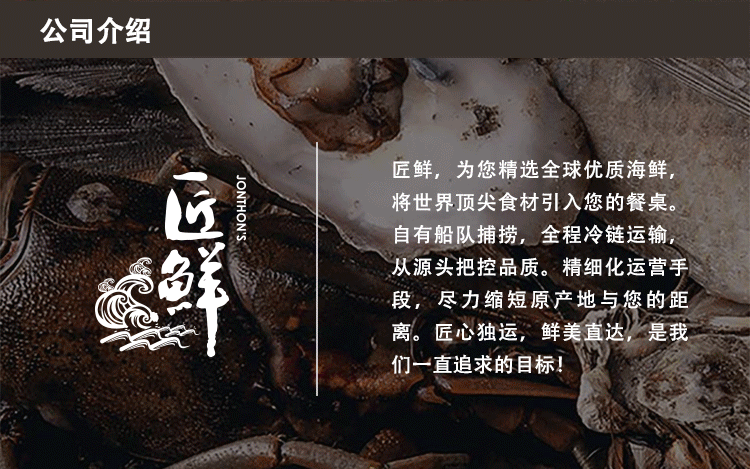 公司介绍
匠鲜
JONTHON'S
匠鲜，为您精选全球优质海鲜，
将世界顶尖食材引入您的餐桌。
自有船队捕捞，全程冷链运输，
从源头把控品质。精细化运营手
段，尽力缩短原产地与您的距
离。匠心独运，鲜美直达，是我
们一直追求的目标！